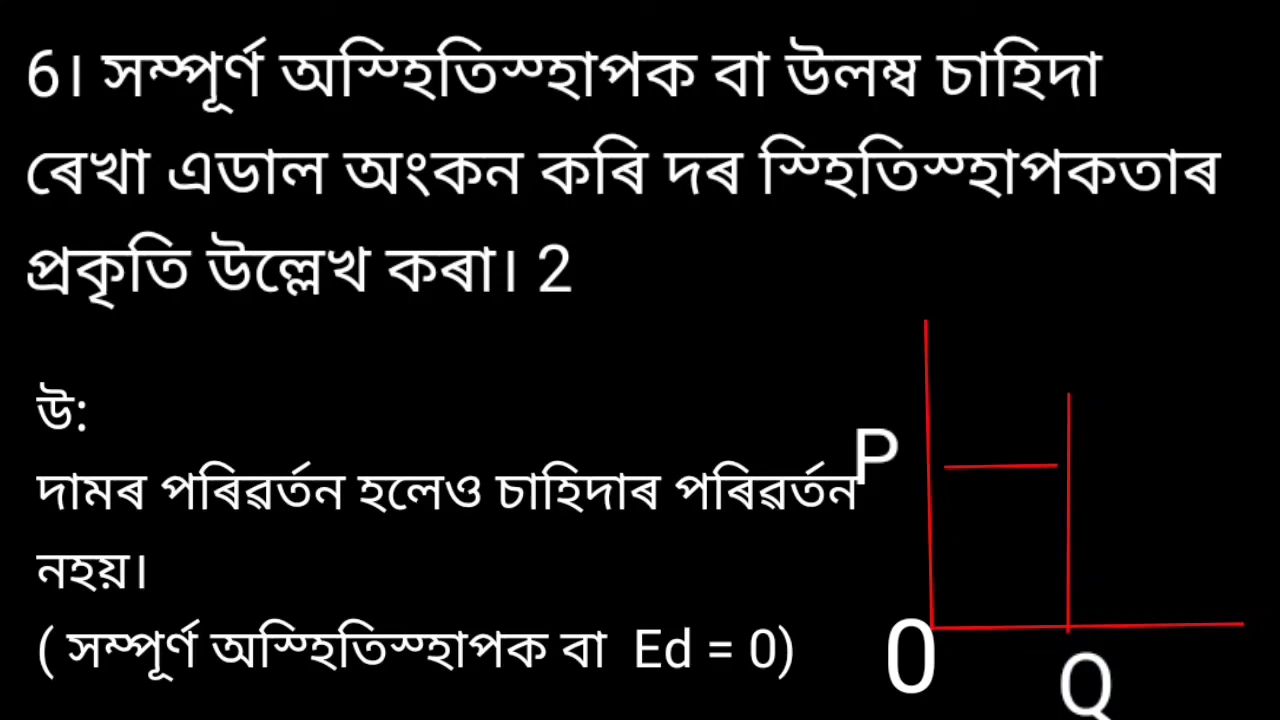 6। সম্পূৰ্ণ অস্হিতিস্হাপক বা উলম্ব চাহিদা
ৰেখা এডাল অংকন কৰি দৰ স্হিতিস্হাপকতাৰ
প্ৰকৃতি উল্লেখ কৰা। 2
উ:
দামৰ পৰিৱৰ্তন হলেও চাহিদাৰ পৰিৱৰ্তন
নহয়।
( সম্পূৰ্ণ অস্হিতিস্হাপক বা Ed = 0)
P
0
Q